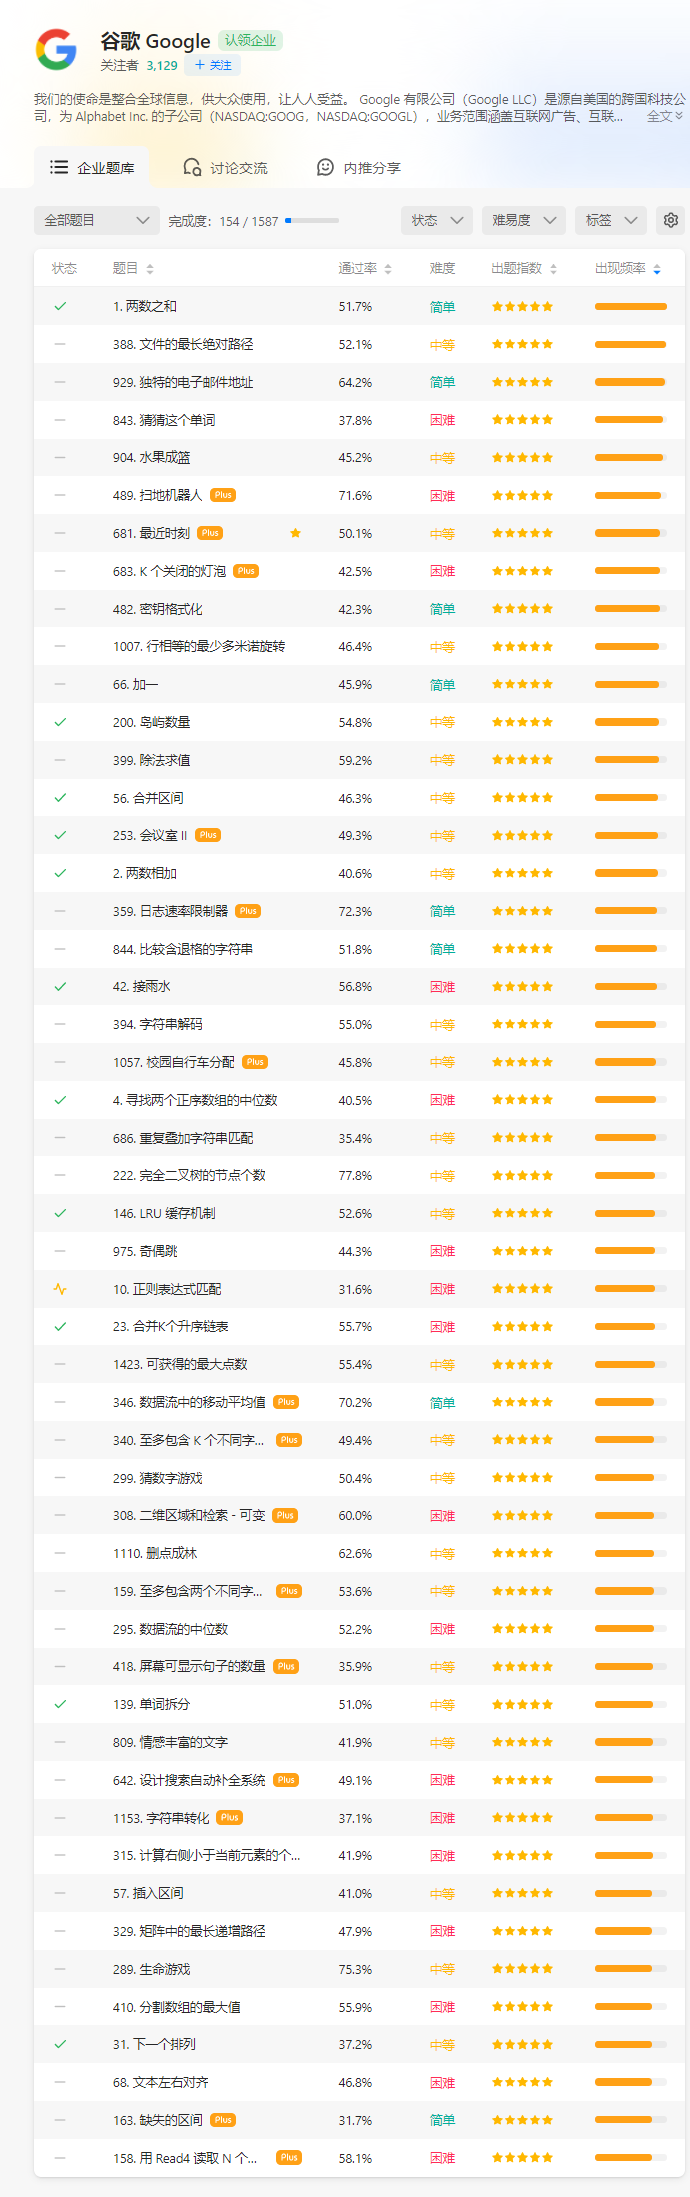 谷歌 Google 认领企业
关注者 3,129 + 关注
我们的使命是整合全球信息，供大众使用，让人人受益。 Google 有限公司（Google LLC）是源自美国的跨国科技公
司，为 Alphabet Inc. 的子公司（NASDAQ:GOOG，NASDAQ:GOOGL），业务范围涵盖互联网广告、互联... 全文
企业题库 讨论交流 内推分享
全部题目 完成度：154 / 1587 状态 难易度 标签
状态 题目 通过率 难度 出题指数 出现频率
1. 两数之和 51.7% 简单
388. 文件的最长绝对路径 52.1% 中等
929. 独特的电子邮件地址 64.2% 简单
843. 猜猜这个单词 37.8% 困难
904. 水果成篮 45.2% 中等
489. 扫地机器人 Plus 71.6% 困难
681. 最近时刻 Plus 50.1% 中等
683. K 个关闭的灯泡 Plus 42.5% 困难
482. 密钥格式化 42.3% 简单
1007. 行相等的最少多米诺旋转 46.4% 中等
66. 加一 45.9% 简单
200. 岛屿数量 54.8% 中等
399. 除法求值 59.2% 中等
56. 合并区间 46.3% 中等
253. 会议室 II Plus 49.3% 中等
2. 两数相加 40.6% 中等
359. 日志速率限制器 Plus 72.3% 简单
844. 比较含退格的字符串 51.8% 简单
42. 接雨水 56.8% 困难
394. 字符串解码 55.0% 中等
1057. 校园自行车分配 Plus 45.8% 中等
4. 寻找两个正序数组的中位数 40.5% 困难
686. 重复叠加字符串匹配 35.4% 中等
222. 完全二叉树的节点个数 77.8% 中等
146. LRU 缓存机制 52.6% 中等
975. 奇偶跳 44.3% 困难
10. 正则表达式匹配 31.6% 困难
23. 合并K个升序链表 55.7% 困难
1423. 可获得的最大点数 55.4% 中等
346. 数据流中的移动平均值 Plus 70.2% 简单
340. 至多包含 K 个不同字... Plus 49.4% 中等
299. 猜数字游戏 50.4% 中等
308. 二维区域和检索 - 可变 Plus 60.0% 困难
1110. 删点成林 62.6% 中等
159. 至多包含两个不同字... Plus 53.6% 中等
295. 数据流的中位数 52.2% 困难
418. 屏幕可显示句子的数量 Plus 35.9% 中等
139. 单词拆分 51.0% 中等
809. 情感丰富的文字 41.9% 中等
642. 设计搜索自动补全系统 Plus 49.1% 困难
1153. 字符串转化 Plus 37.1% 困难
315. 计算右侧小于当前元素的个... 41.9% 困难
57. 插入区间 41.0% 中等
329. 矩阵中的最长递增路径 47.9% 困难
289. 生命游戏 75.3% 中等
410. 分割数组的最大值 55.9% 困难
31. 下一个排列 37.2% 中等
68. 文本左右对齐 46.8% 困难
163. 缺失的区间 Plus 31.7% 简单
158. 用 Read4 读取 N 个... Plus 58.1% 困难